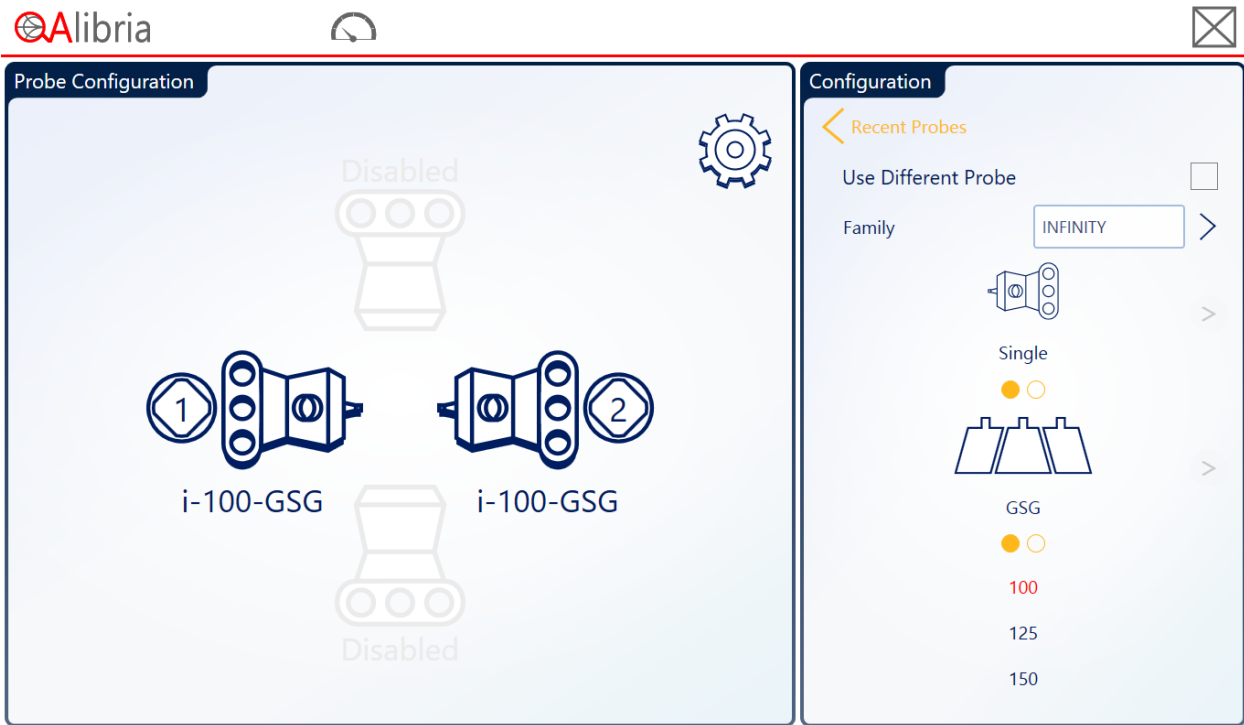 QAlibria
Probe Configuration
Disabled
1
2
i-100-GSG
i-100-GSG
Disabled
Configuration
Recent Probes
Use Different Probe
Family
INFINITY
Single
GSG
100
125
150